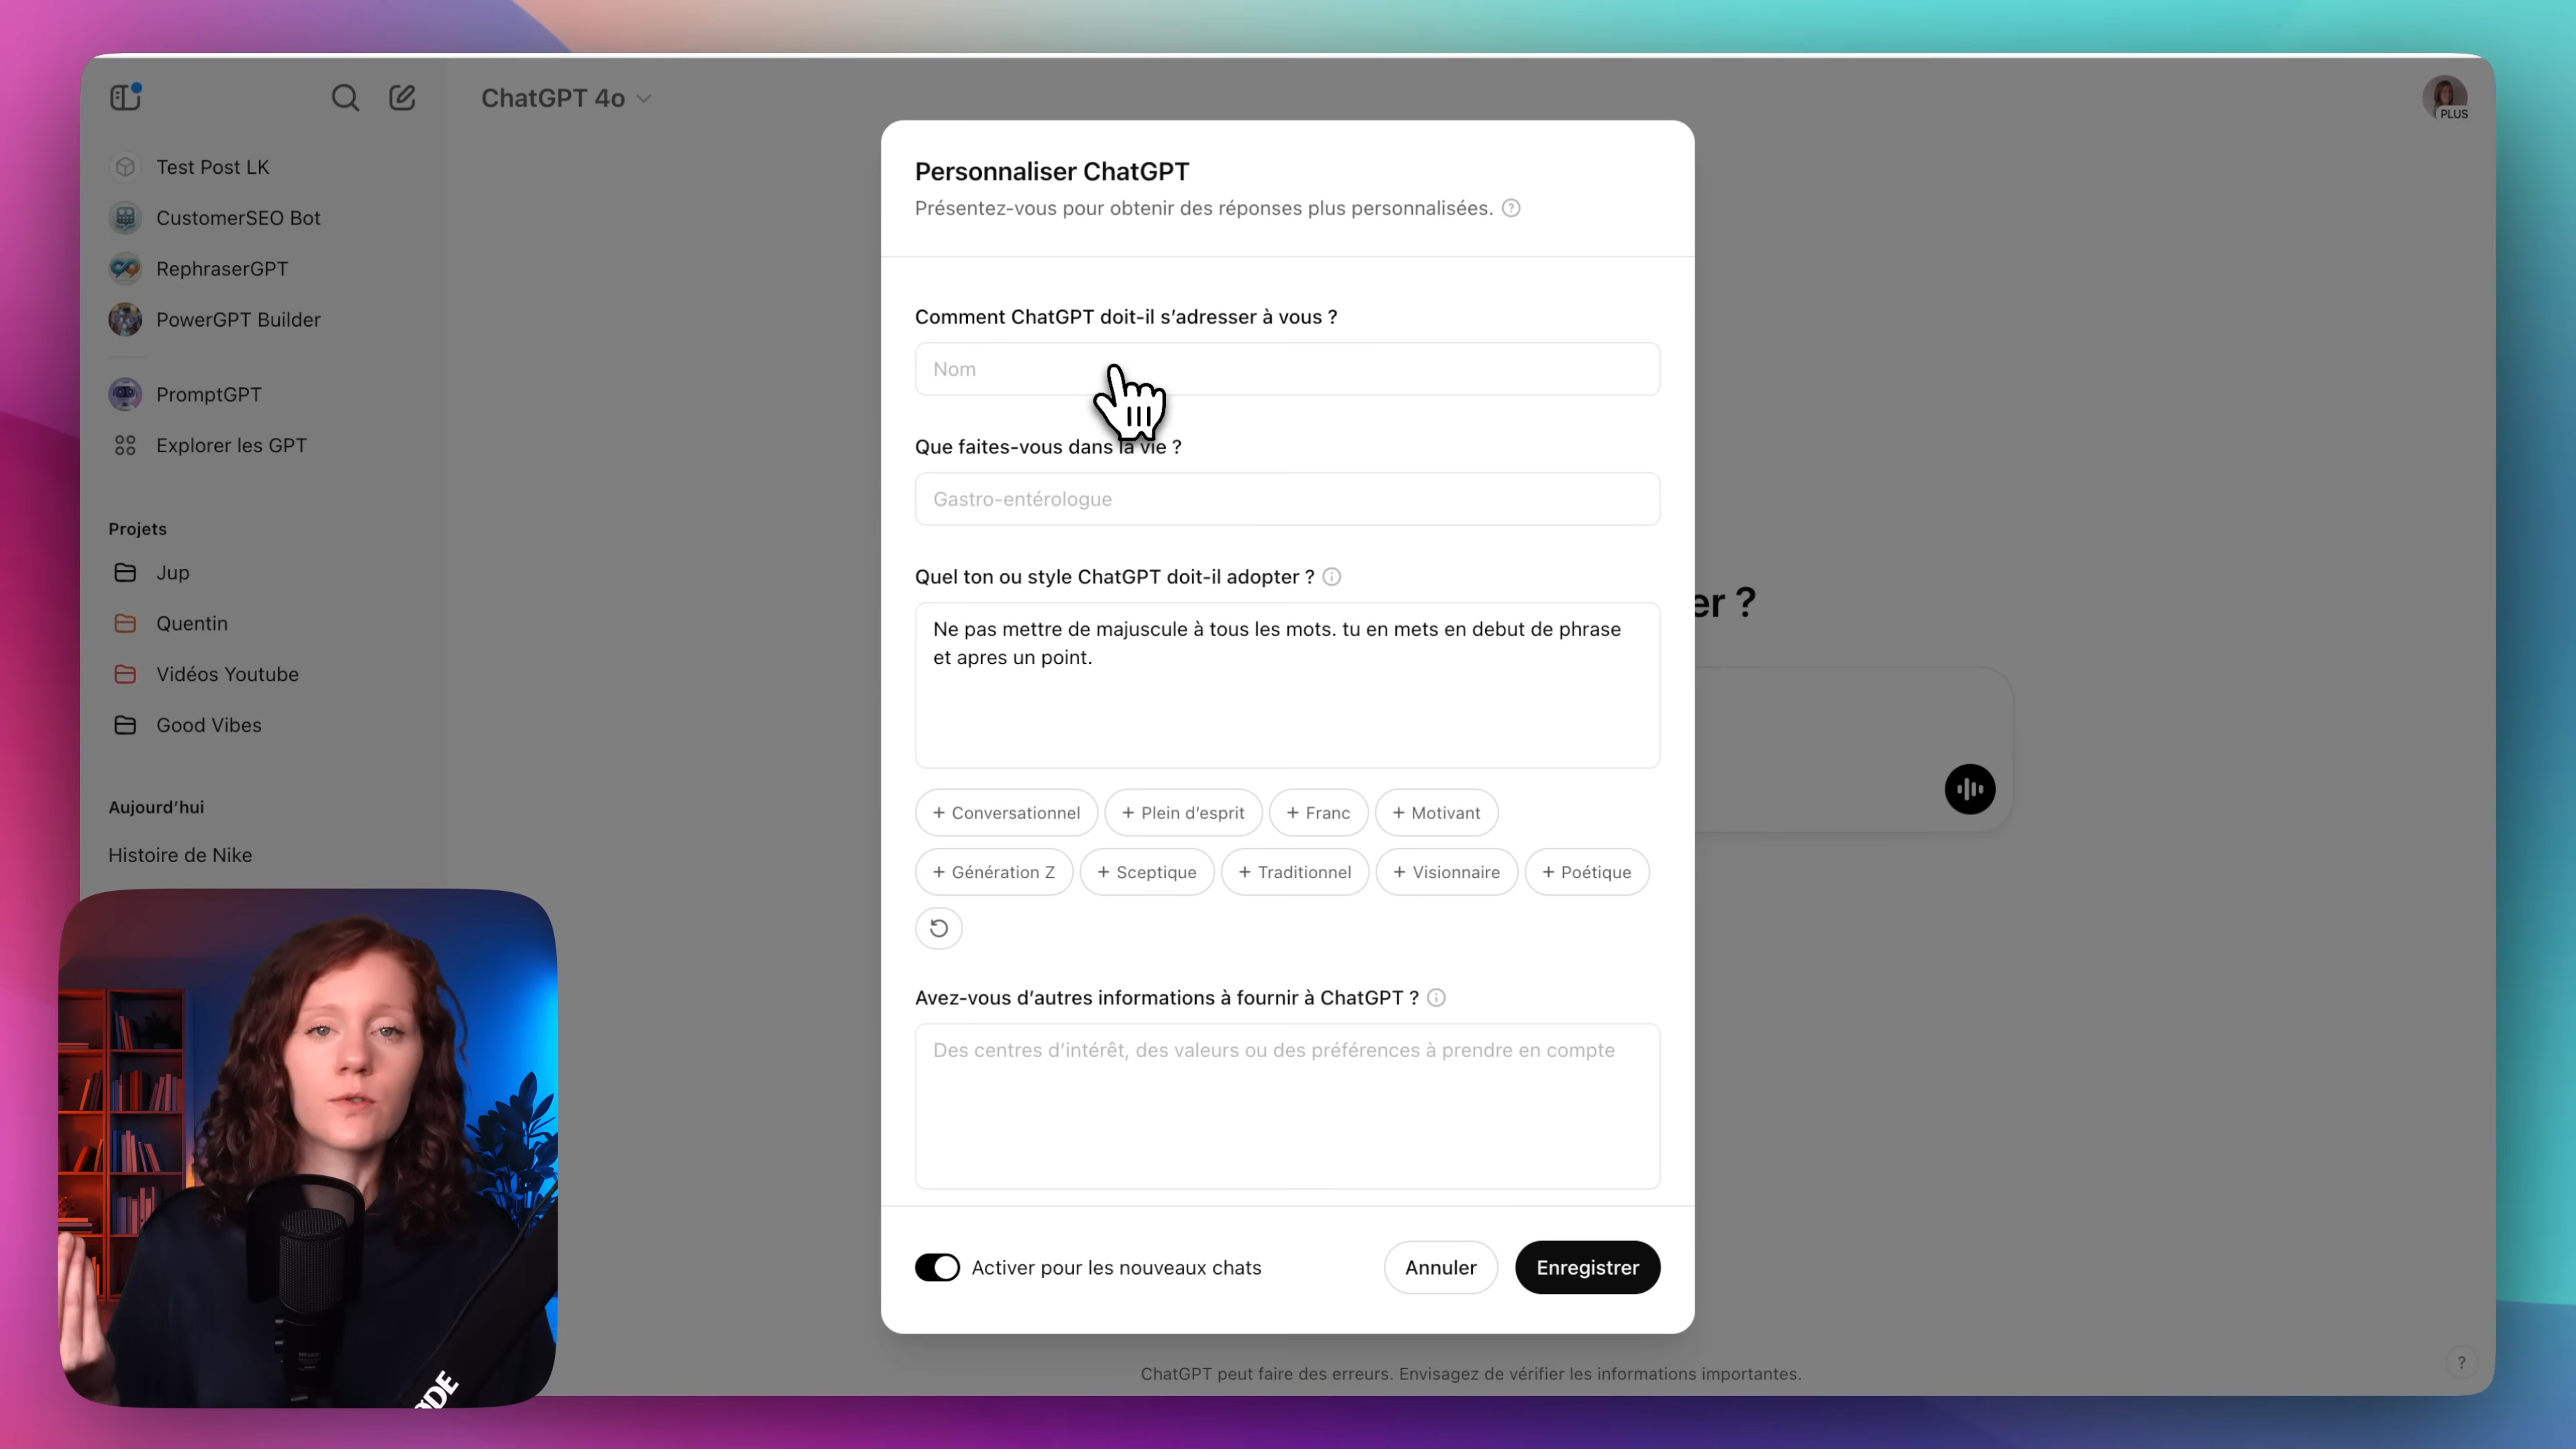 ChatGPT 4o
PLUS
Test Post LK
CustomerSEO Bot
RephraserGPT
PowerGPT Builder
PromptGPT
Explorer les GPT
Projets
Jup
Quentin
Vidéos Youtube
Good Vibes
Aujourd’hui
Histoire de Nike
Personnaliser ChatGPT
Présentez-vous pour obtenir des réponses plus personnalisées. ?
Comment ChatGPT doit-il s’adresser à vous ?
Nom
Que faites-vous dans la vie ?
Gastro-entérologue
Quel ton ou style ChatGPT doit-il adopter ?
Ne pas mettre de majuscule à tous les mots. tu en mets en debut de phrase
et apres un point.
+ Conversationnel + Plein d’esprit + Franc + Motivant
+ Génération Z + Sceptique + Traditionnel + Visionnaire + Poétique
Avez-vous d’autres informations à fournir à ChatGPT ?
Des centres d’intérêt, des valeurs ou des préférences à prendre en compte
Activer pour les nouveaux chats
Annuler
Enregistrer
er ?
ChatGPT peut faire des erreurs. Envisagez de vérifier les informations importantes.
?